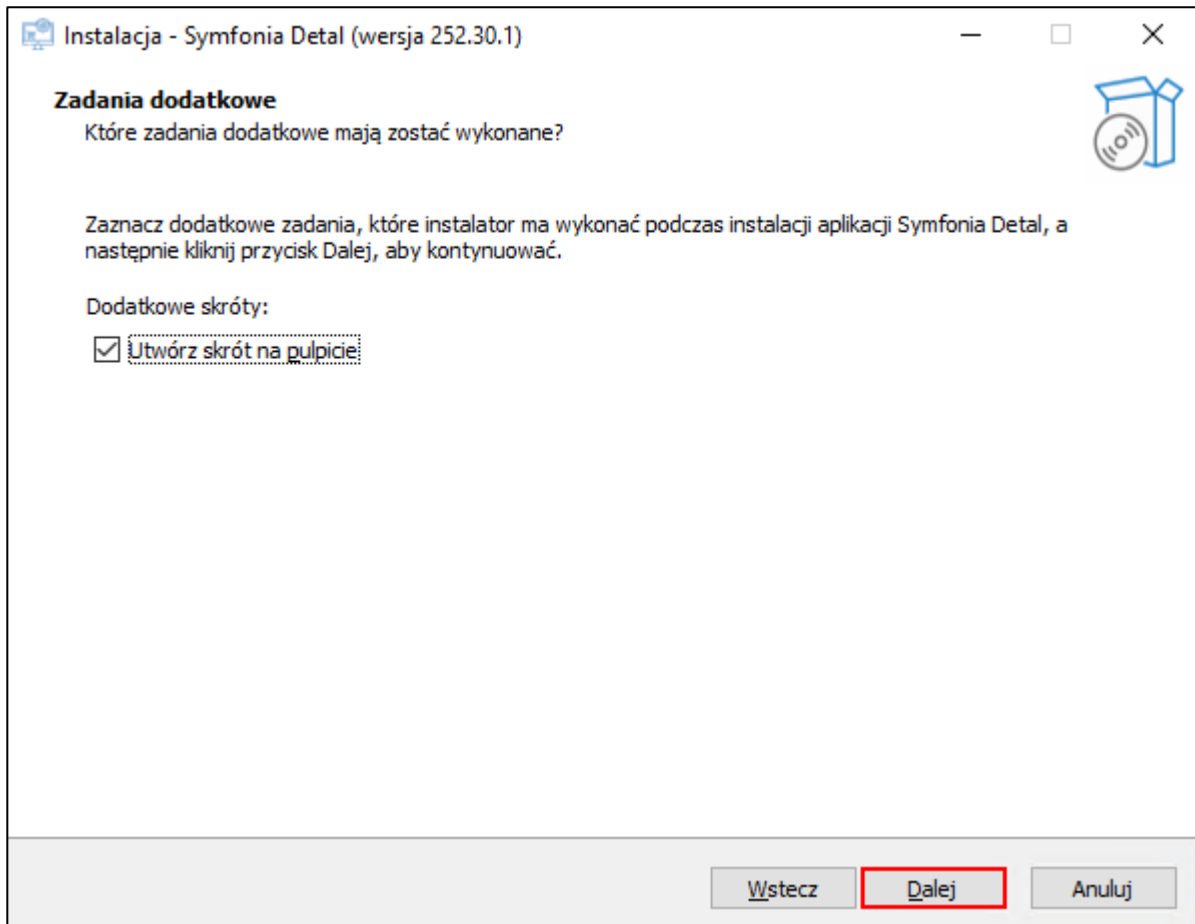 Instalacja - Symfonia Detal (wersja 252.30.1)
Zadania dodatkowe
Które zadania dodatkowe mają zostać wykonane?
Zaznacz dodatkowe zadania, które instalator ma wykonać podczas instalacji aplikacji Symfonia Detal, a
następnie kliknij przycisk Dalej, aby kontynuować.
Dodatkowe skróty:
Utwórz skrót na pulpicie
Wstecz Dalej Anuluj